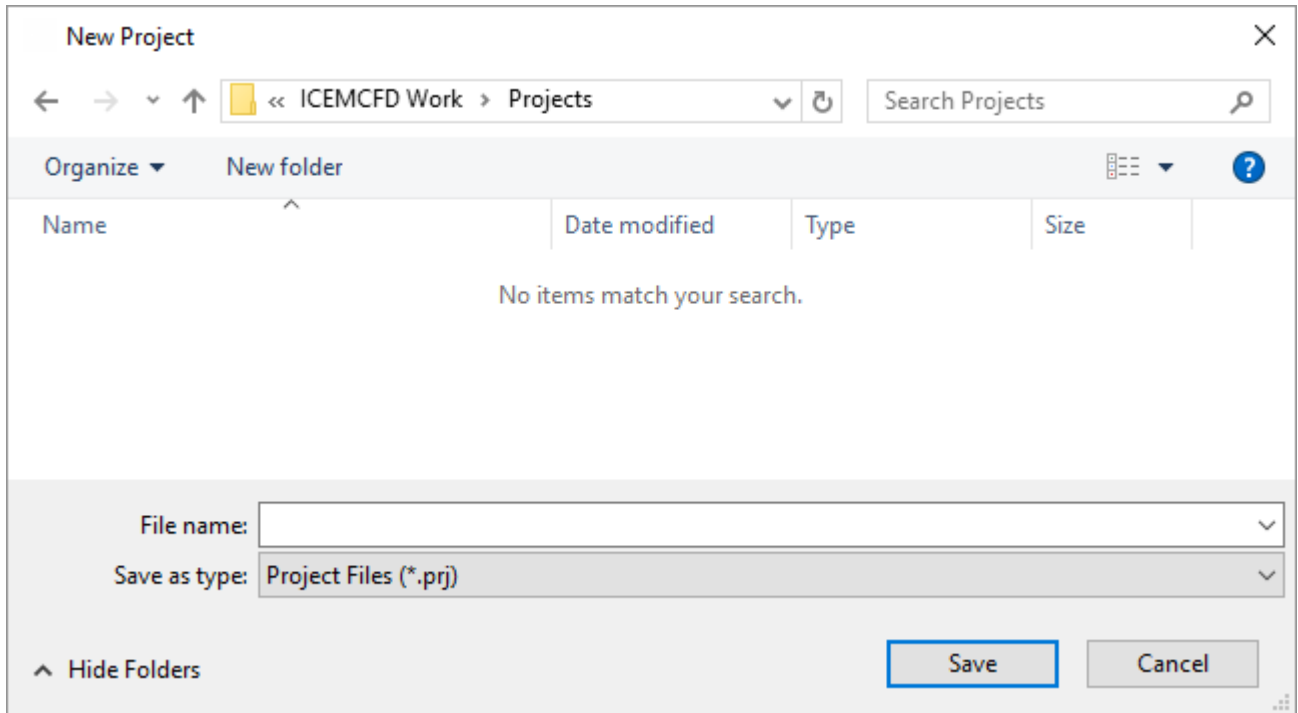 New Project
« ICEMCFD Work > Projects Search Projects
Organize New folder ?
Name Date modified Type Size
No items match your search.
File name:
Save as type: Project Files (*.prj)
Hide Folders Save Cancel